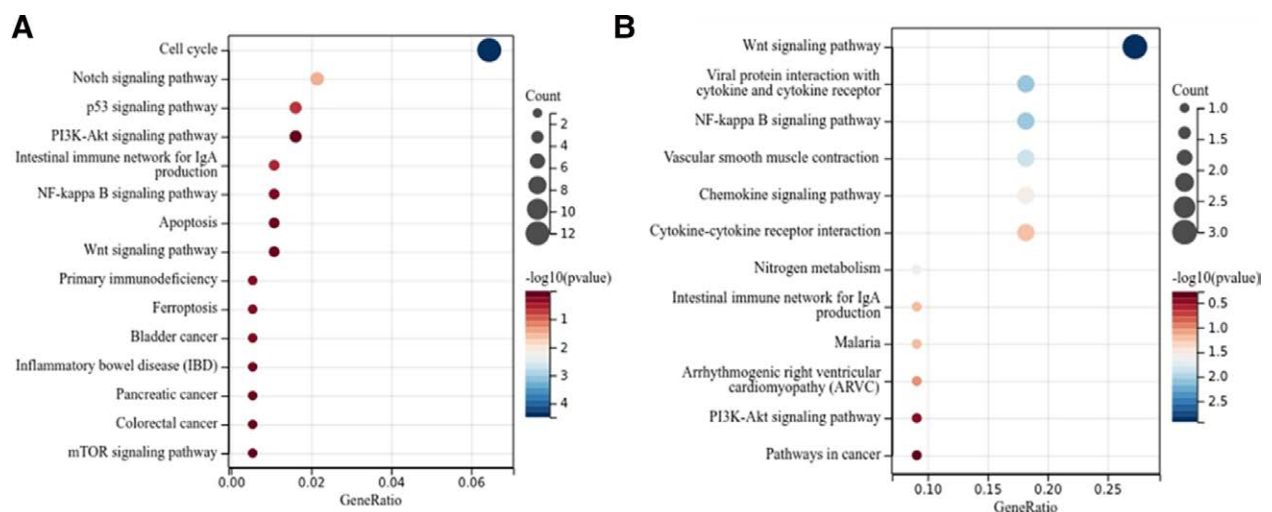 A
Cell cycle
Notch signaling pathway
p53 signaling pathway
PI3K-Akt signaling pathway
Intestinal immune network for IgA
production
NF-kappa B signaling pathway
Apoptosis
Wnt signaling pathway
Primary immunodeficiency
Ferroptosis
Bladder cancer
Inflammatory bowel disease (IBD)
Pancreatic cancer
Colorectal cancer
mTOR signaling pathway
0.00 0.02 0.04 0.06
GeneRatio
Count
2
4
6
8
10
12
-log10(pvalue)
1
2
3
4
B
Wnt signaling pathway
Viral protein interaction with
cytokine and cytokine receptor
NF-kappa B signaling pathway
Vascular smooth muscle contraction
Chemokine signaling pathway
Cytokine-cytokine receptor interaction
Nitrogen metabolism
Intestinal immune network for IgA
production
Malaria
Arrhythmogenic right ventricular
cardiomyopathy (ARVC)
PI3K-Akt signaling pathway
Pathways in cancer
0.10 0.15 0.20 0.25
GeneRatio
Count
1.0
1.5
2.0
2.5
3.0
-log10(pvalue)
0.5
1.0
1.5
2.0
2.5